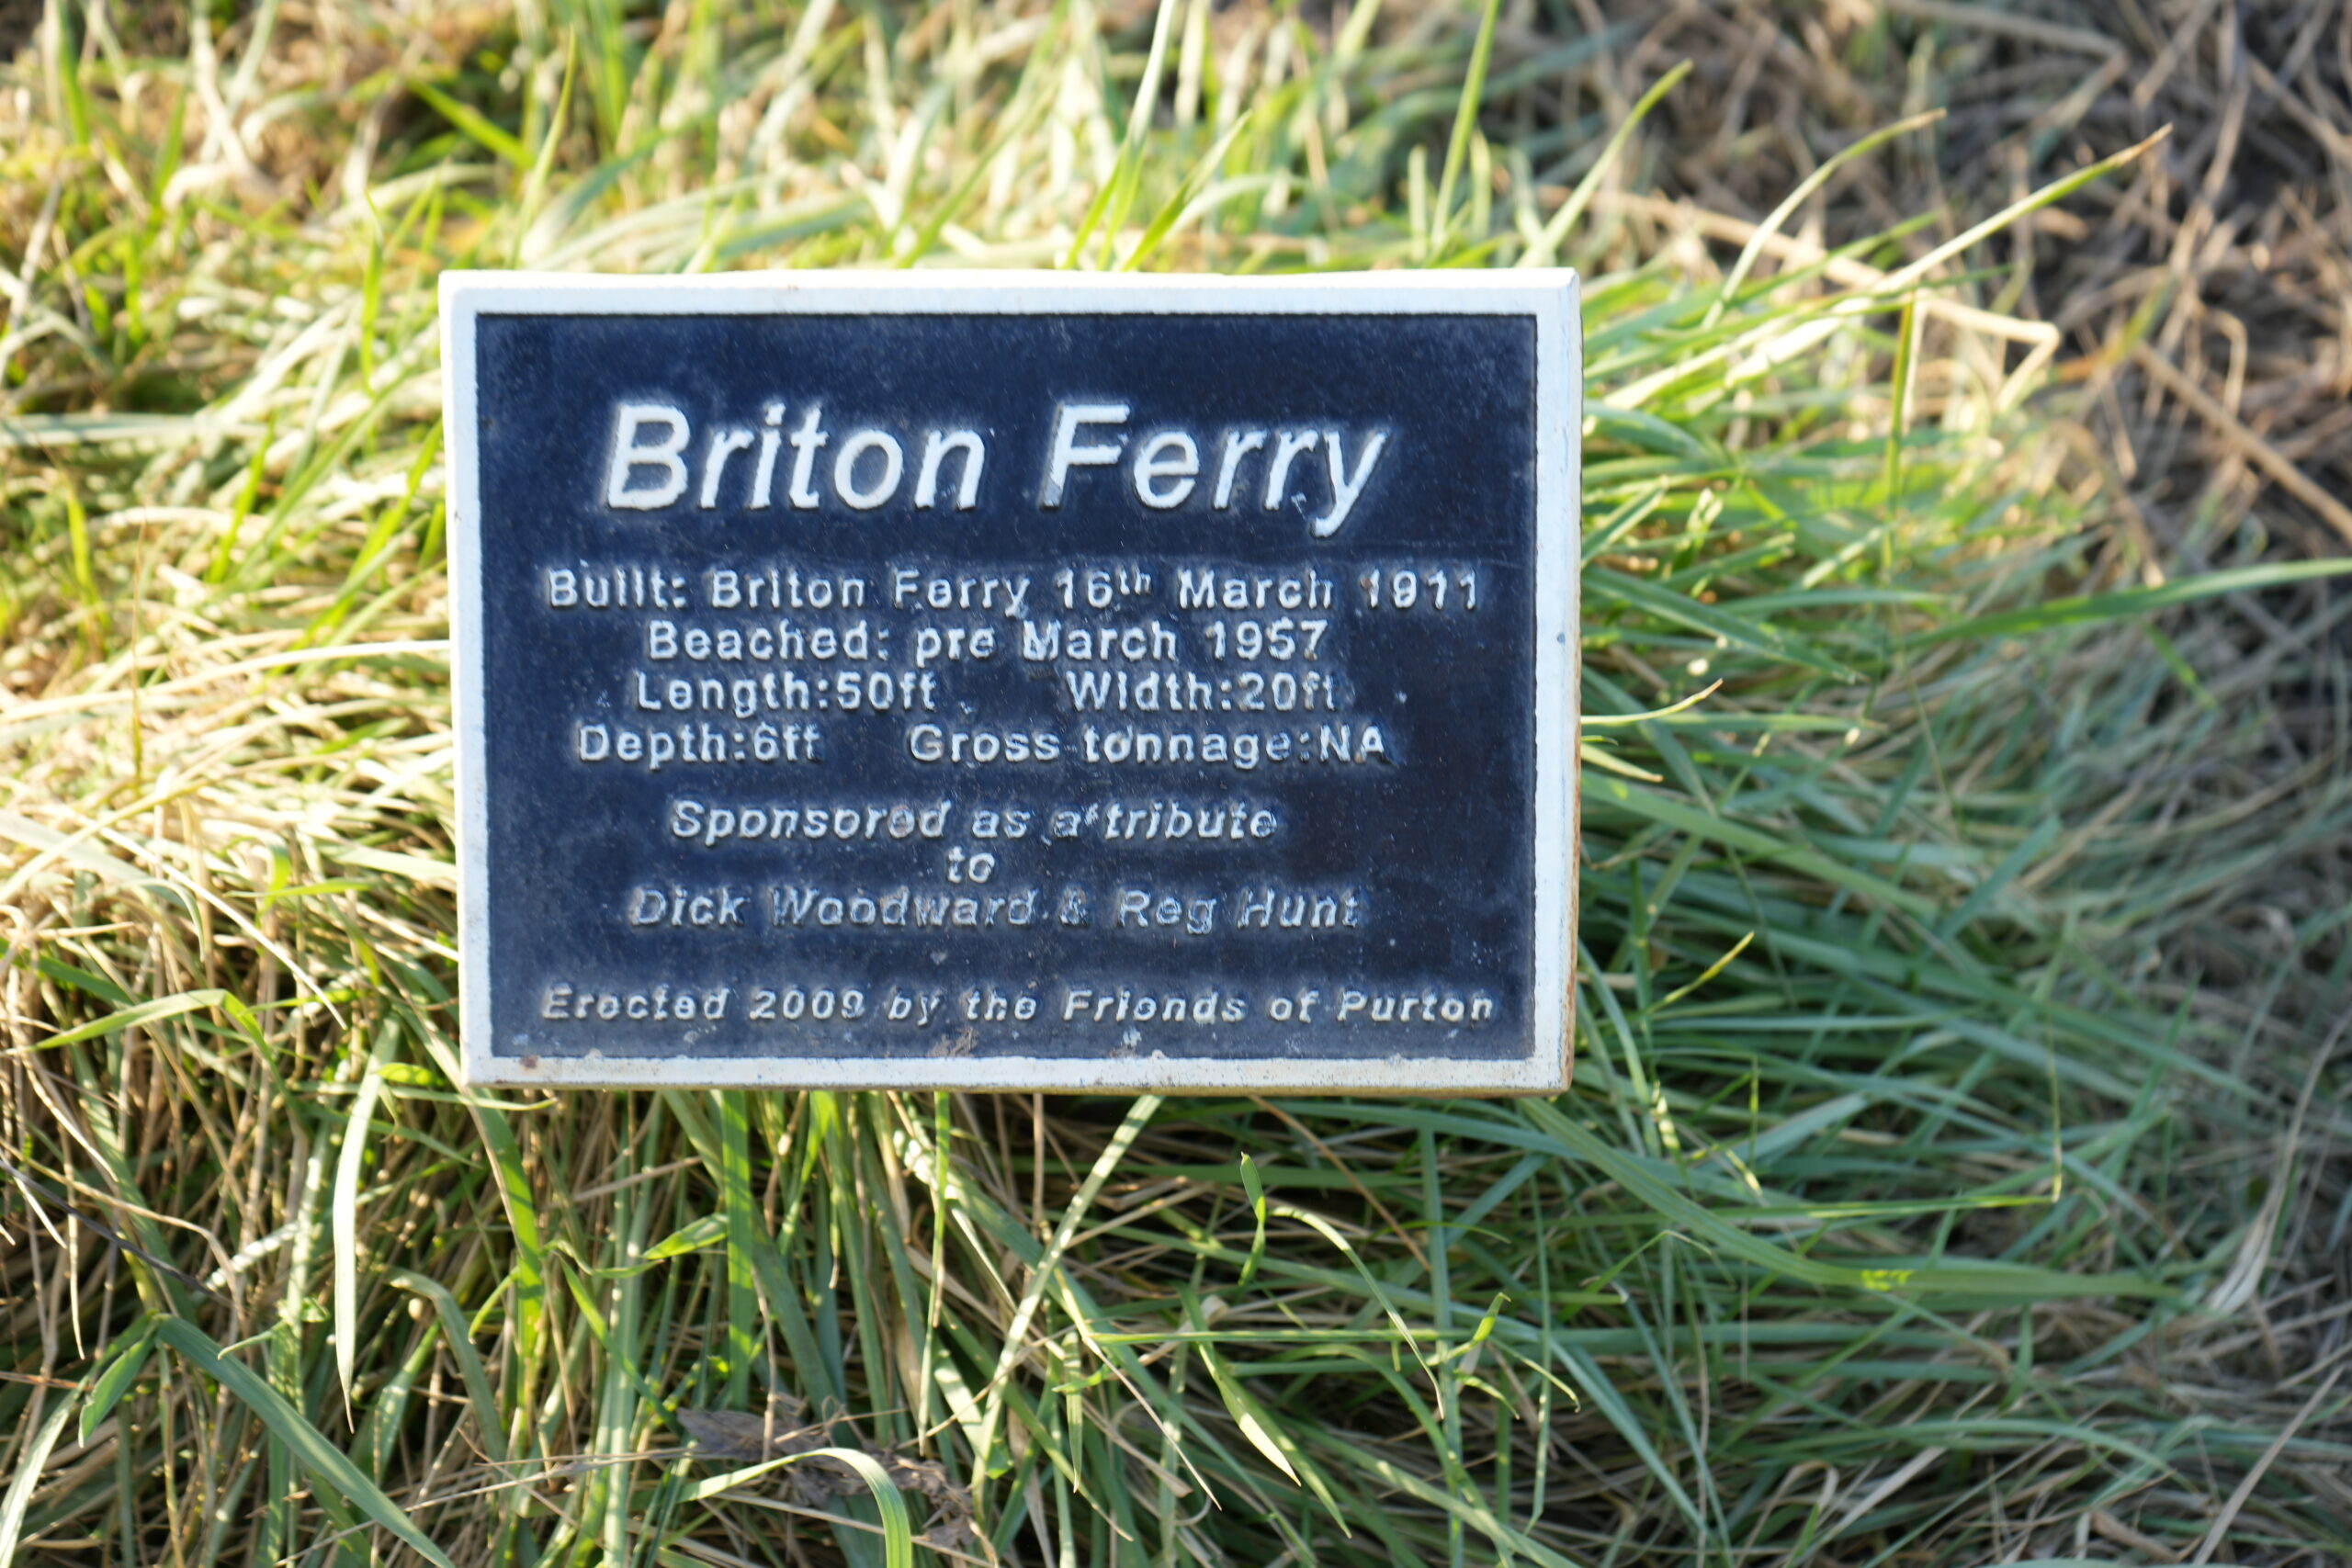 Briton Ferry
Built: Briton Ferry 16th March 1911
Beached: pre March 1957
Length:50ft Width:20ft
Depth:6ft Gross tonnage:NA
Sponsored as a tribute
to
Dick Woodward & Reg Hunt
Erected 2009 by the Friends of Purton